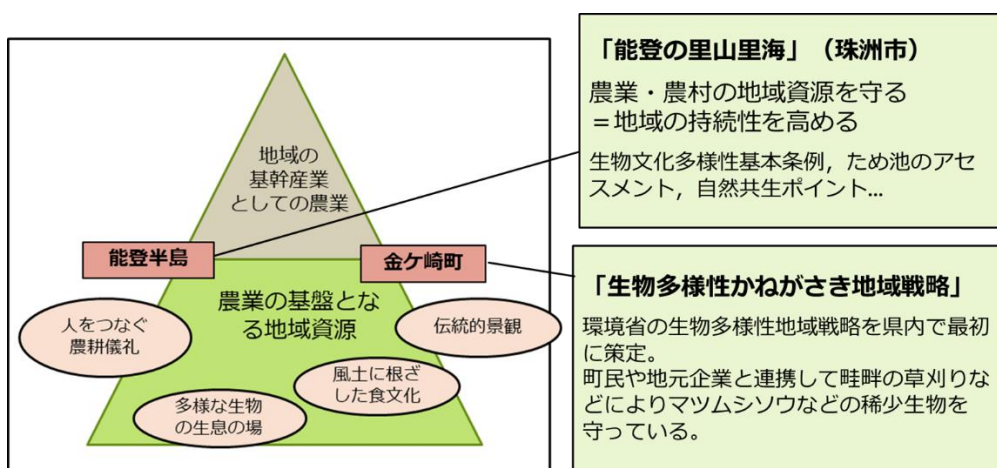 地域の
基幹産業
としての農業
能登半島
金ケ崎町
農業の基盤とな
る地域資源
人をつなぐ
農耕儀礼
伝統的景観
風土に根ざ
した食文化
多様な生物
の生息の場
「能登の里山里海」（珠洲市）
農業・農村の地域資源を守る
＝地域の持続性を高める
生物文化多様性基本条例，ため池のアセ
スメント，自然共生ポイント...
「生物多様性かねがさき地域戦略」
環境省の生物多様性地域戦略を県内で最初
に策定。
町民や地元企業と連携して畦畔の草刈りな
どによりマツムシソウなどの稀少生物を
守っている。